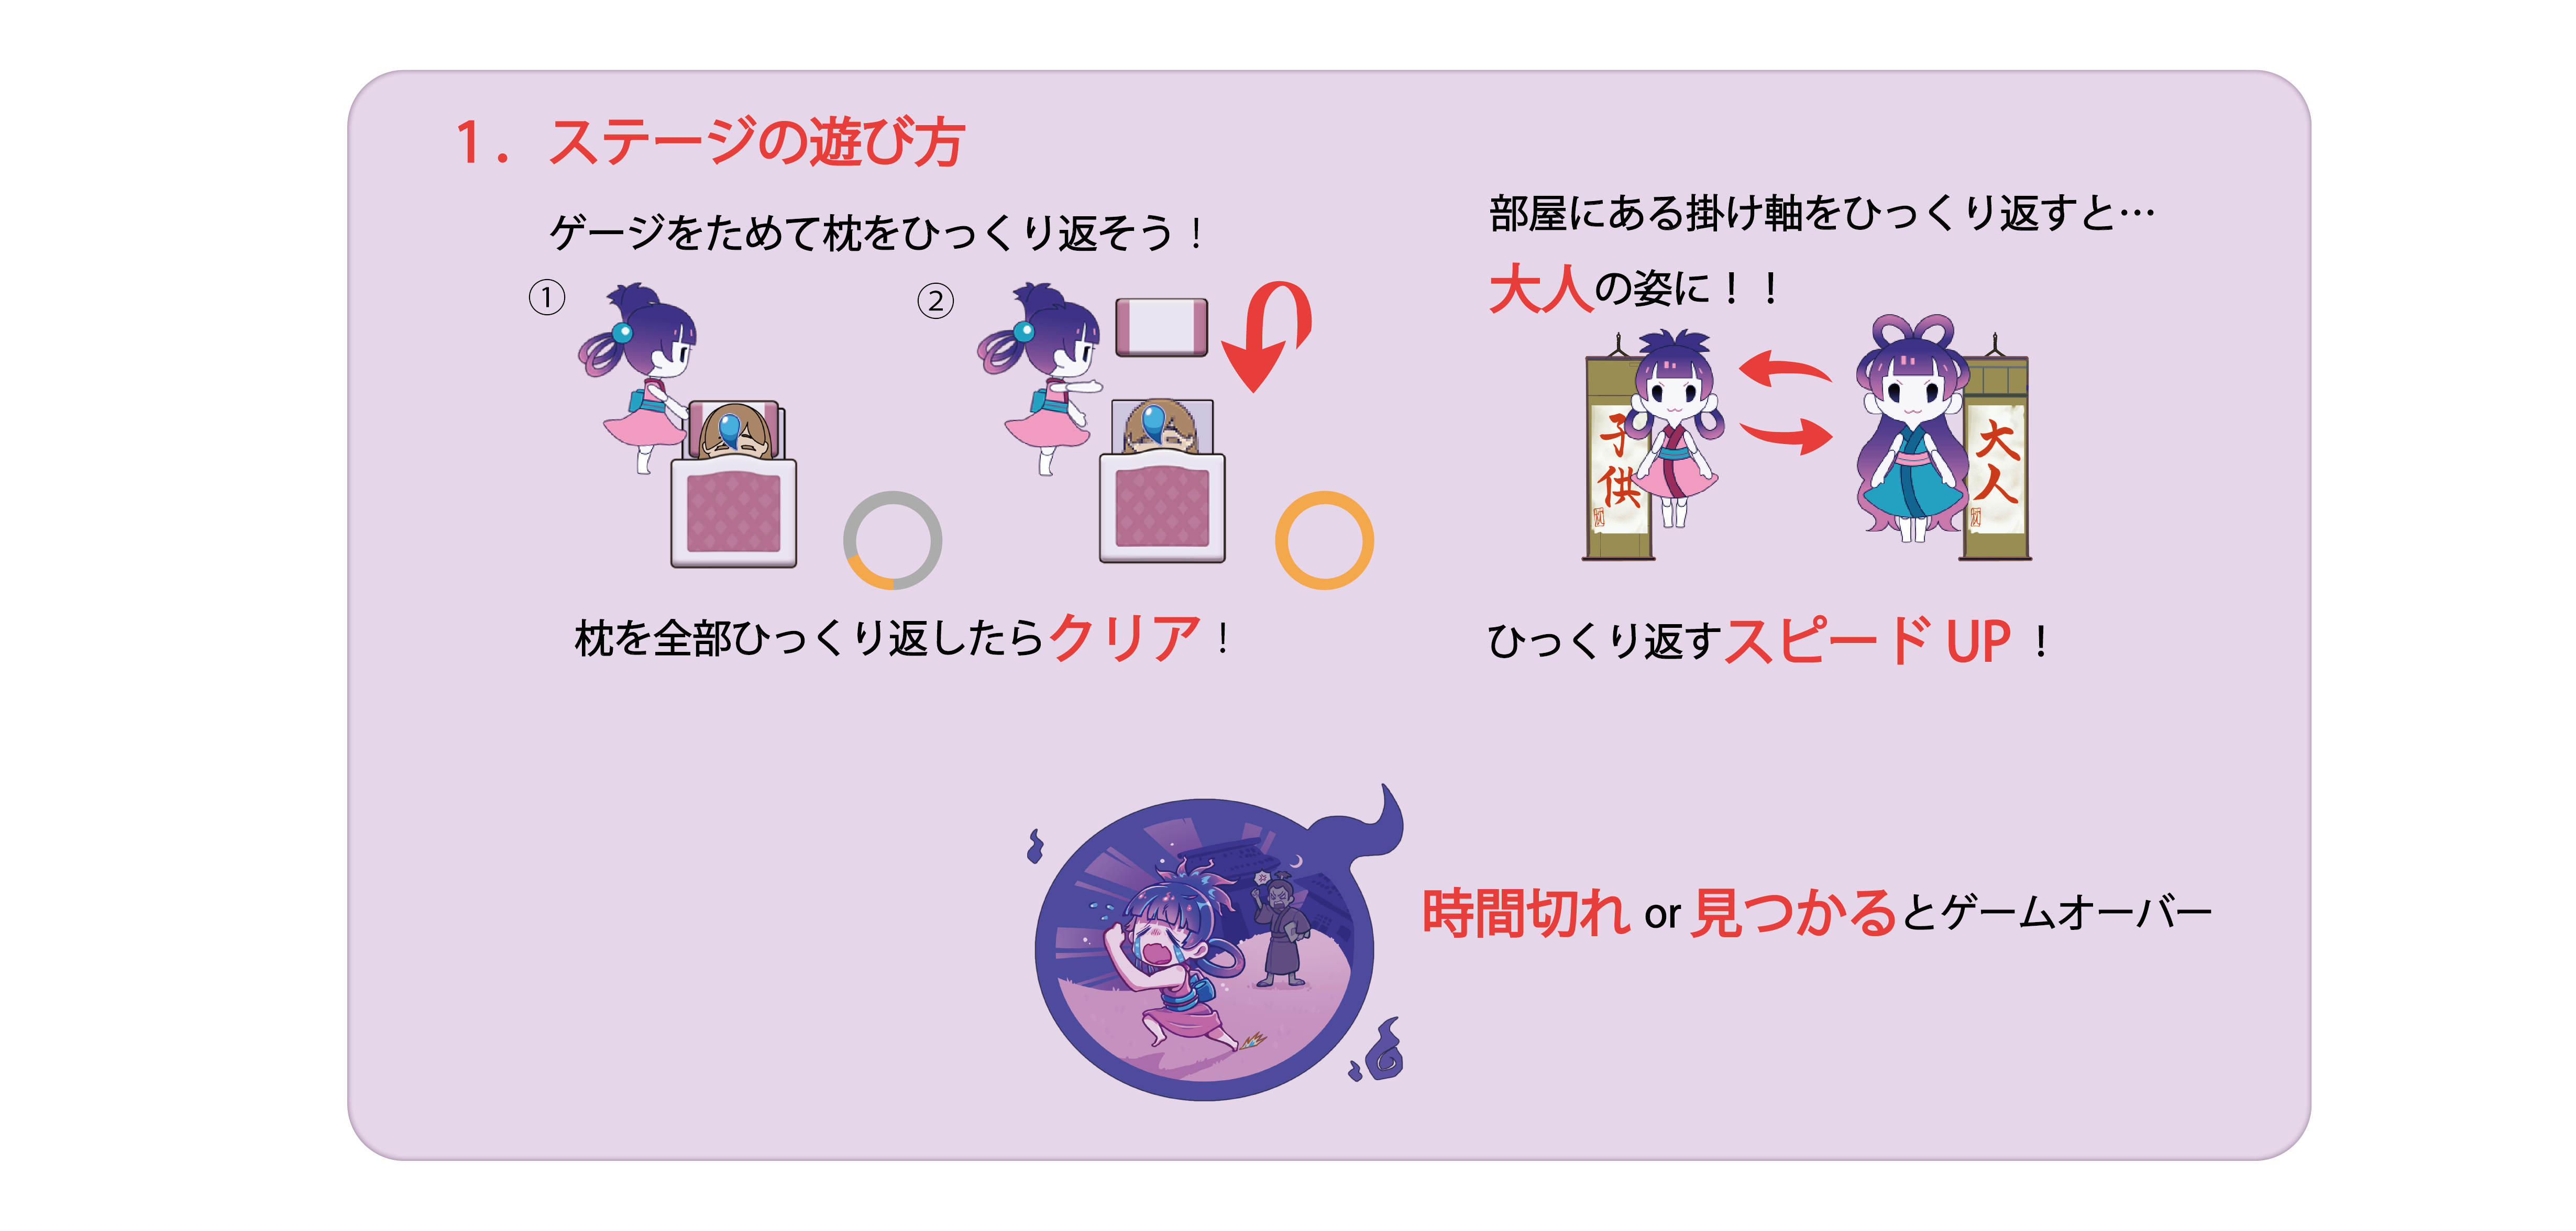 1．ステージの遊び方
ゲージをためて枕をひっくり返そう！
①
②
枕を全部ひっくり返したらクリア！
部屋にある掛け軸をひっくり返すと…
大人の姿に！！
子供
大人
ひっくり返すスピードUP！
時間切れ or 見つかるとゲームオーバー